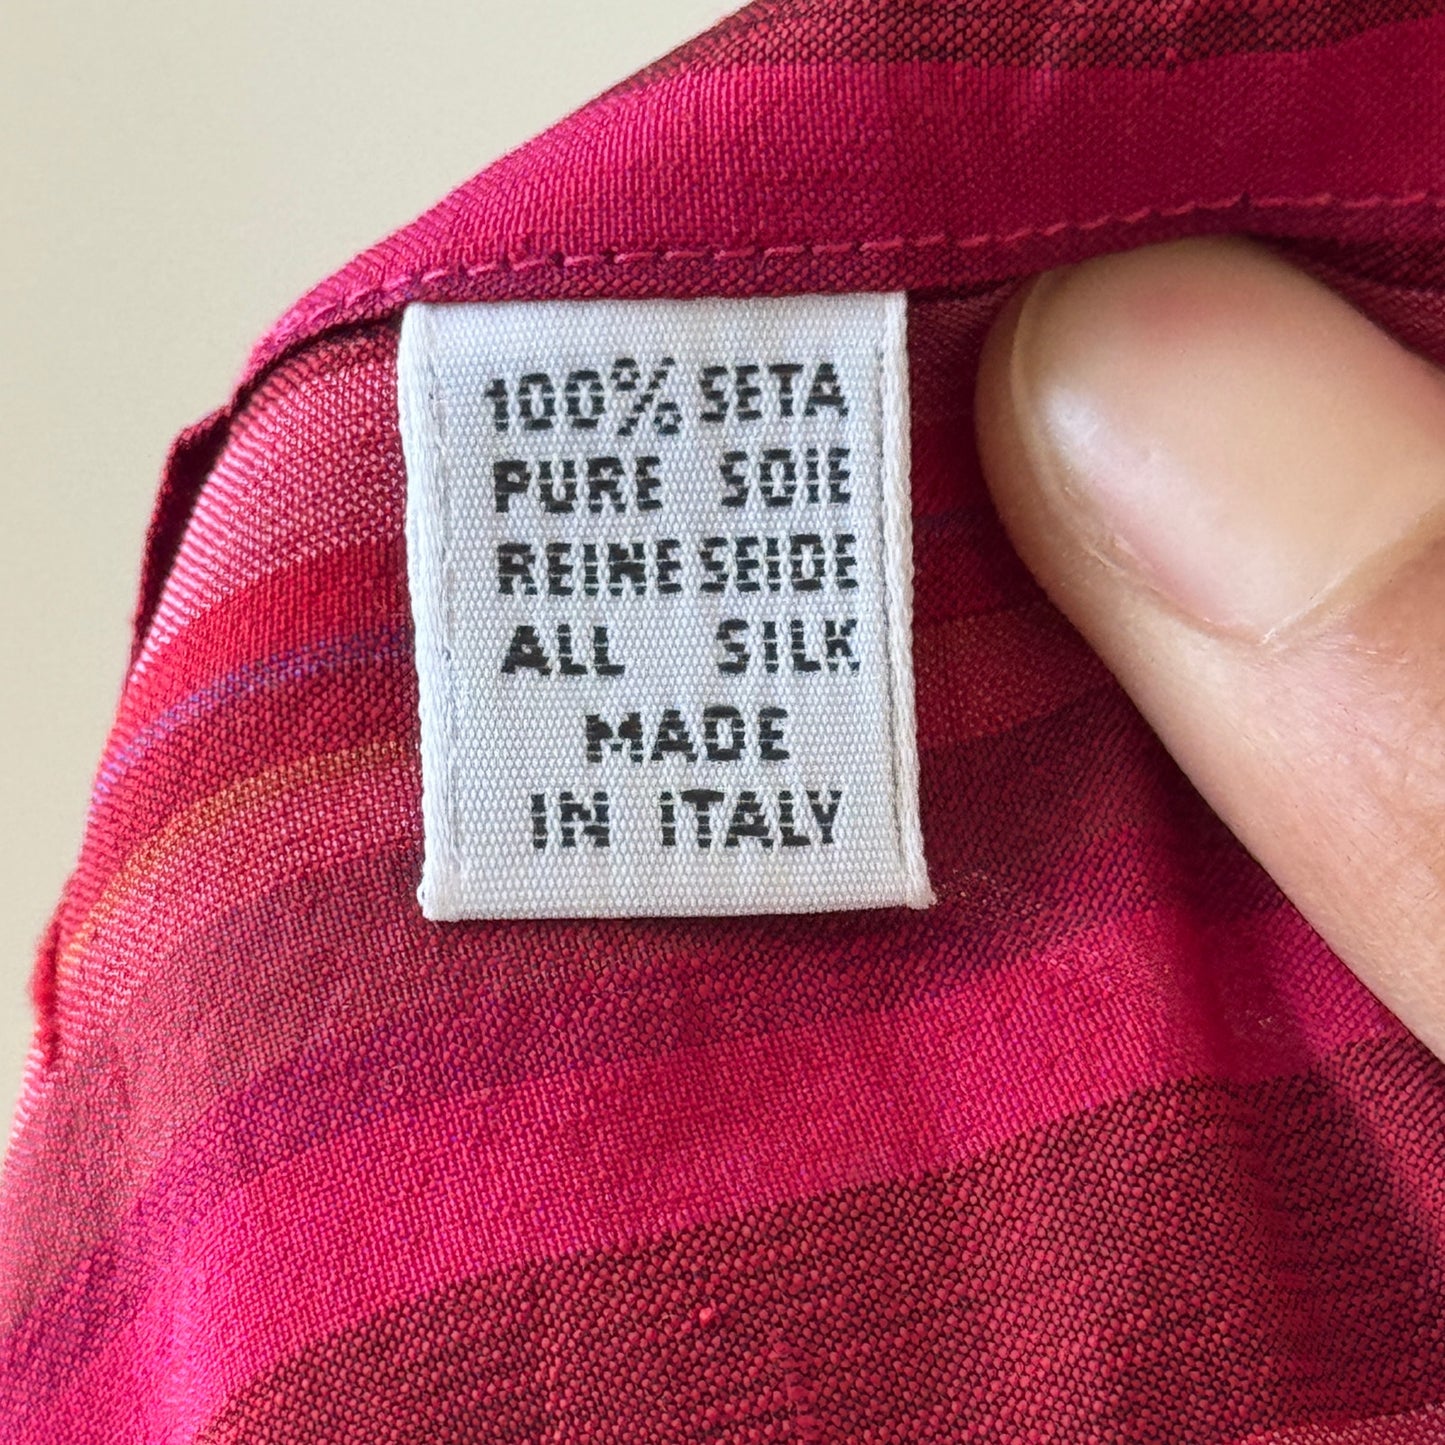 100% SETA
PURE SOIE
REINE SEIDE
ALL SILK
MADE
IN ITALY